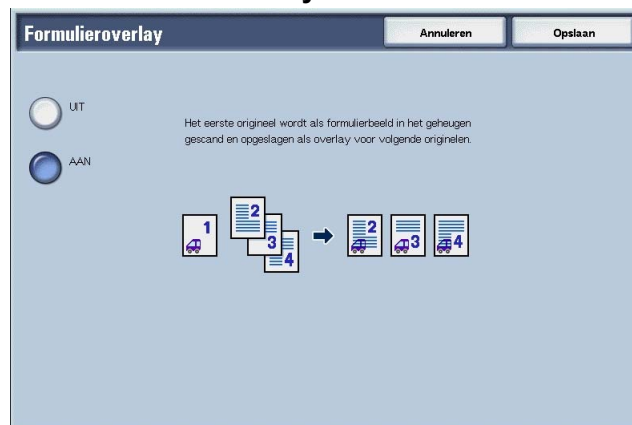 Formulieroverlay
Annuleren
Opslaan
UIT
AAN
Het eerste origineel wordt als formulierbeeld in het geheugen
gescand en opgeslagen als overlay voor volgende originelen.
1
2
3
4
2
3
4